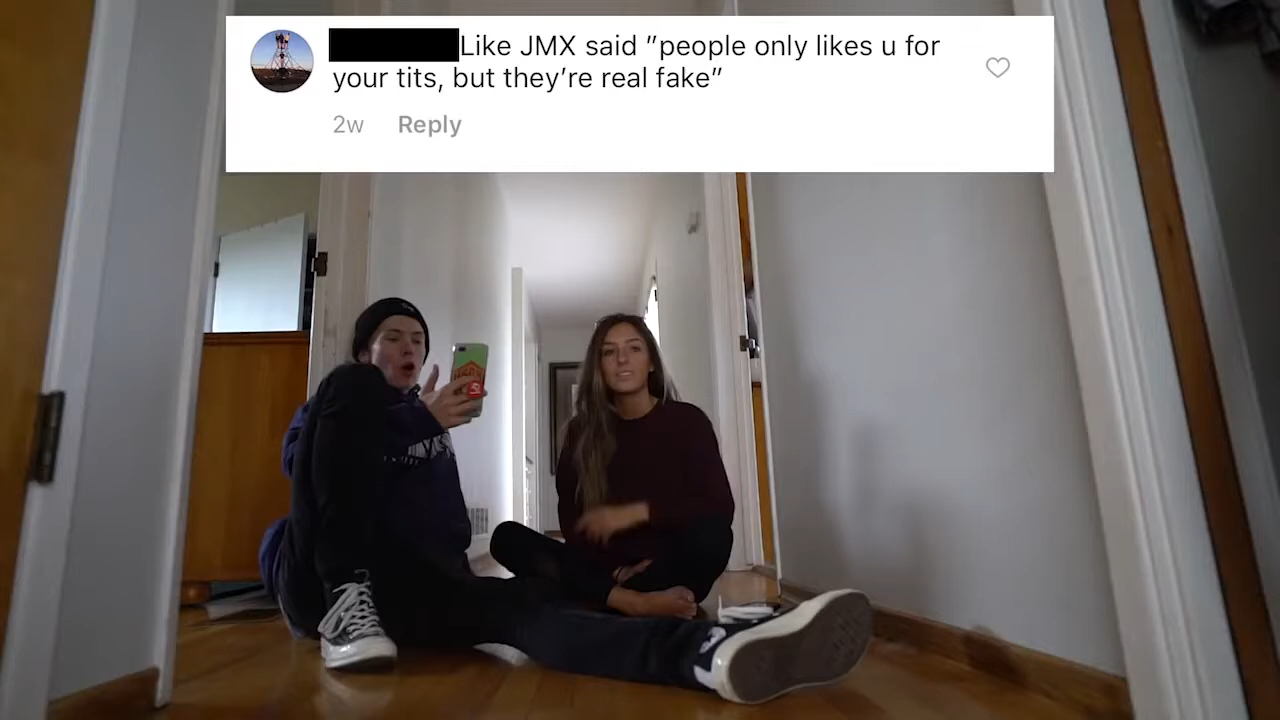 Like JMX said "people only likes u for
your tits, but they're real fake"
2w Reply